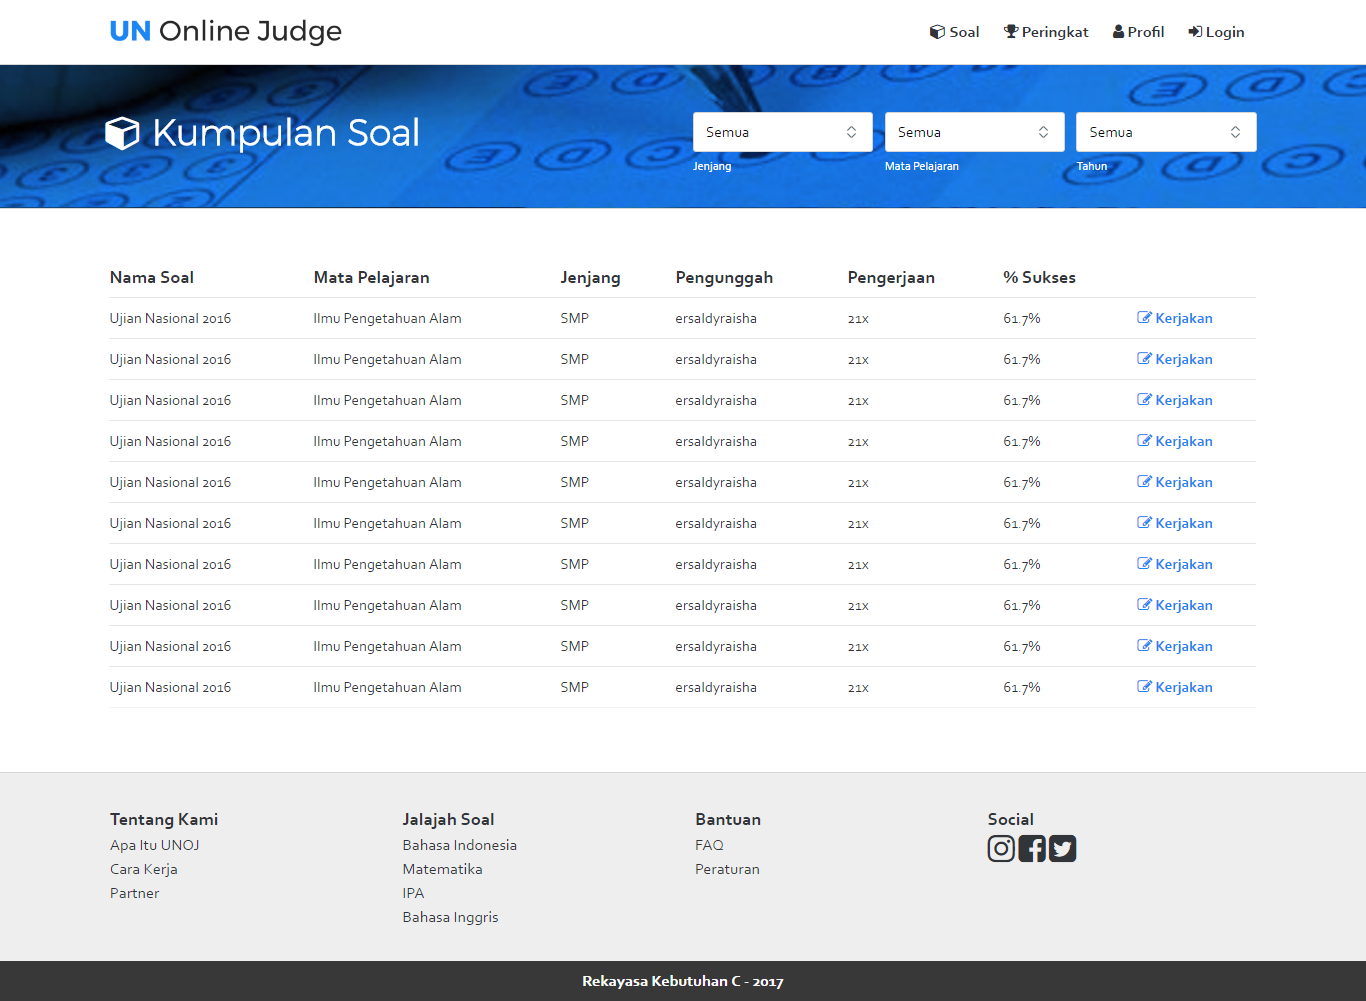 UN Online Judge
Soal Peringkat Profil Login
Kumpulan Soal
Semua Semua Semua
Jenjang Mata Pelajaran Tahun
Nama Soal Mata Pelajaran Jenjang Pengunggah Pengerjaan % Sukses
Ujian Nasional 2016 Ilmu Pengetahuan Alam SMP ersaldyraisha 21x 61.7% Kerjakan
Ujian Nasional 2016 Ilmu Pengetahuan Alam SMP ersaldyraisha 21x 61.7% Kerjakan
Ujian Nasional 2016 Ilmu Pengetahuan Alam SMP ersaldyraisha 21x 61.7% Kerjakan
Ujian Nasional 2016 Ilmu Pengetahuan Alam SMP ersaldyraisha 21x 61.7% Kerjakan
Ujian Nasional 2016 Ilmu Pengetahuan Alam SMP ersaldyraisha 21x 61.7% Kerjakan
Ujian Nasional 2016 Ilmu Pengetahuan Alam SMP ersaldyraisha 21x 61.7% Kerjakan
Ujian Nasional 2016 Ilmu Pengetahuan Alam SMP ersaldyraisha 21x 61.7% Kerjakan
Ujian Nasional 2016 Ilmu Pengetahuan Alam SMP ersaldyraisha 21x 61.7% Kerjakan
Ujian Nasional 2016 Ilmu Pengetahuan Alam SMP ersaldyraisha 21x 61.7% Kerjakan
Ujian Nasional 2016 Ilmu Pengetahuan Alam SMP ersaldyraisha 21x 61.7% Kerjakan
Tentang Kami
Apa Itu UNOJ
Cara Kerja
Partner
Jalajah Soal
Bahasa Indonesia
Matematika
IPA
Bahasa Inggris
Bantuan
FAQ
Peraturan
Social
Rekayasa Kebutuhan C - 2017